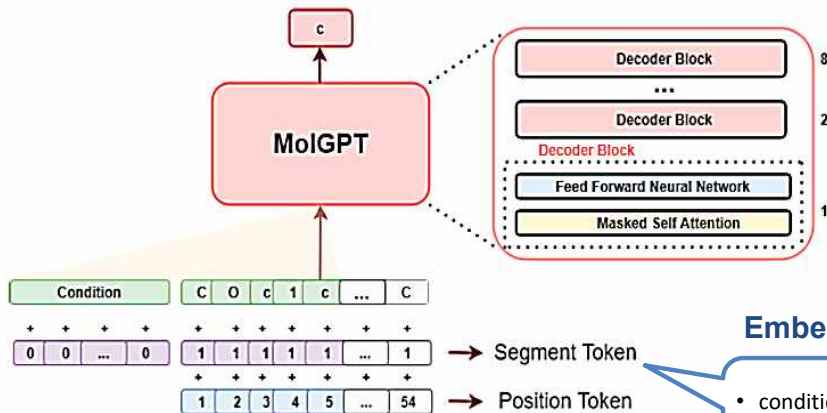 c
MolGPT
Decoder Block 8
...
Decoder Block 2
Decoder Block
Feed Forward Neural Network
Masked Self Attention
1
Condition C O c 1 c ... C
+ + + + + + + + + + +
0 0 ... 0 1 1 1 1 1 ... 1 Segment Token
+ + + + + + +
1 2 3 4 5 ... 54 Position Token
Embe
• conditio